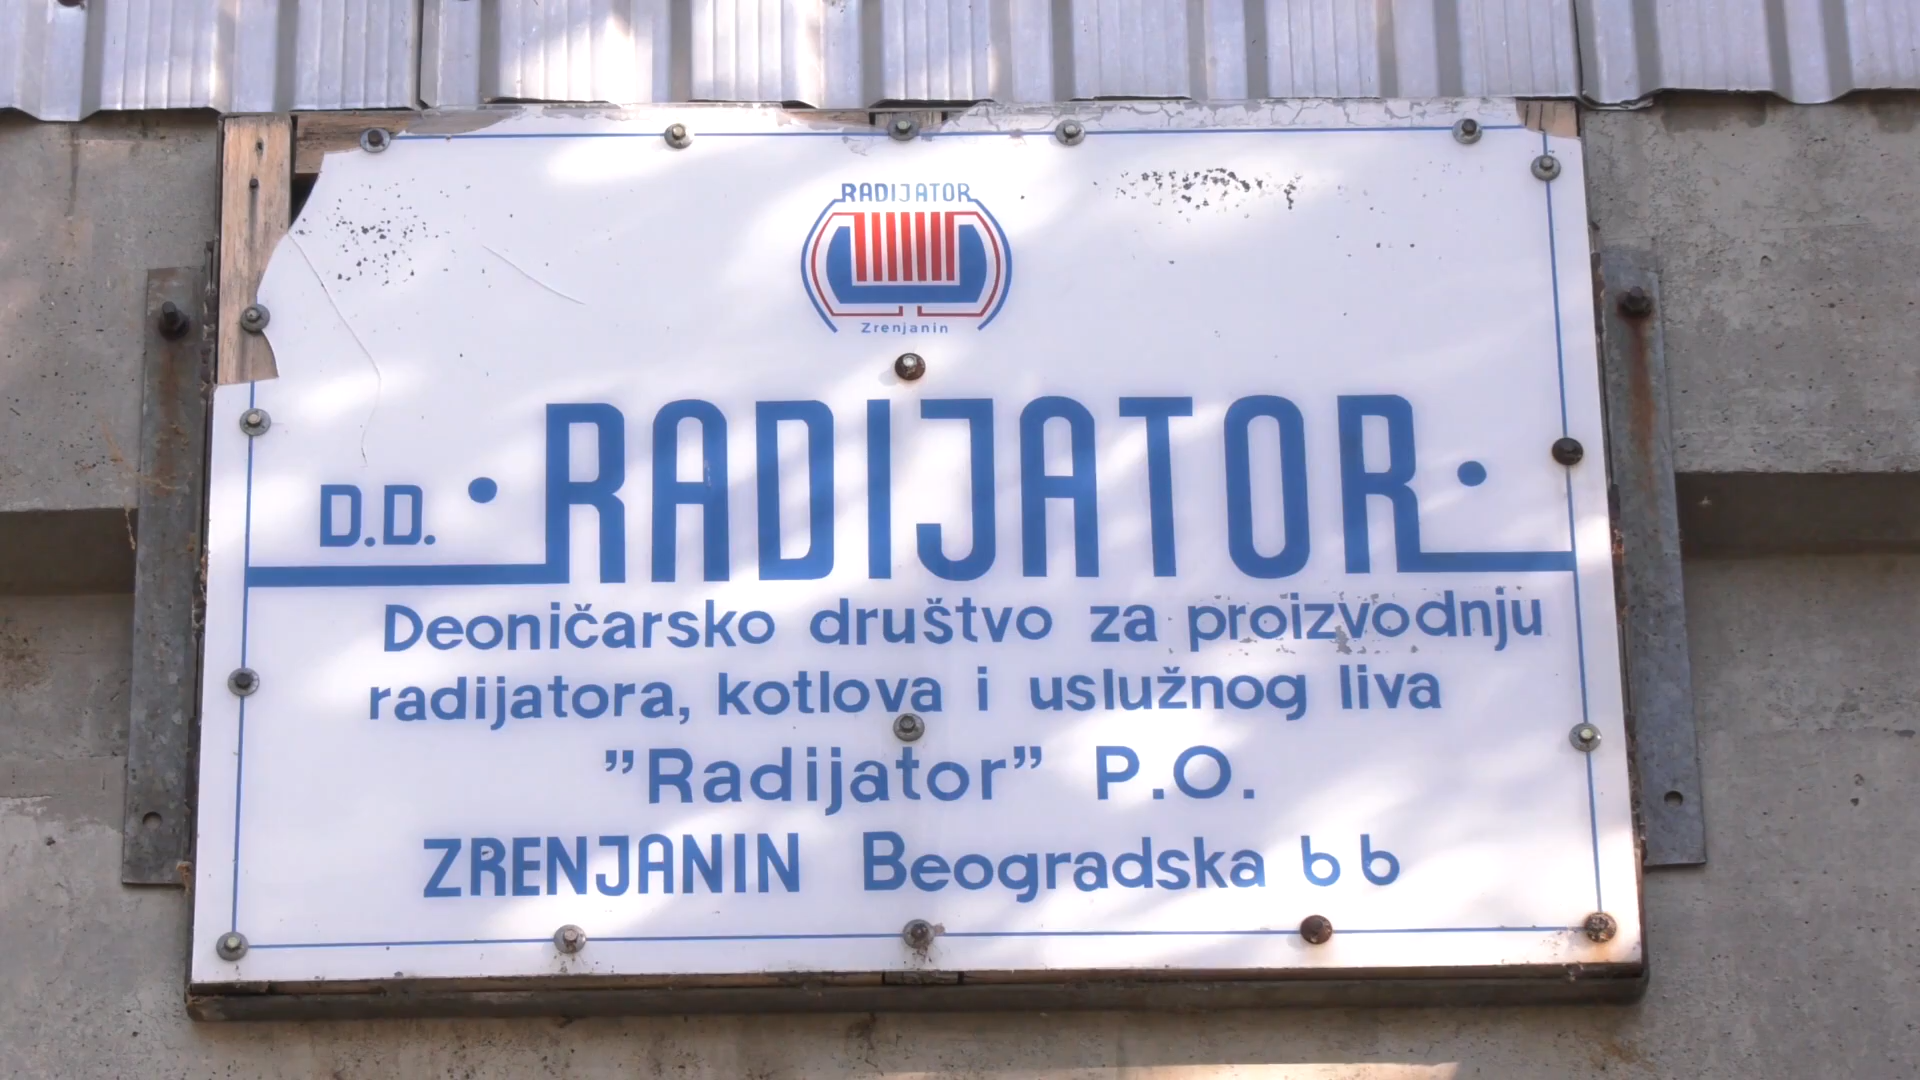 RADIJATOR
Zrenjanin
D.D. • RADIJATOR •
Deoničarsko društvo za proizvodnju
radijatora, kotlova i uslužnog liva
”Radijator” P.O.
ZRENJANIN Beogradska bb